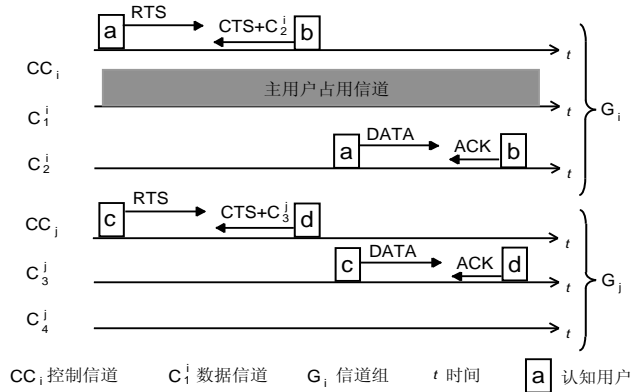 a RTS CTS+C₂ⁱ b
t
CCᵢ
主用户占用信道
t
C₁ⁱ
Gᵢ
a DATA ACK b
C₂ⁱ
t
c RTS CTS+C₃ʲ d
CCⱼ
t
c DATA ACK d
C₃ʲ
t
Gⱼ
C₄ʲ
t
CCᵢ 控制信道 C₁ⁱ 数据信道 Gᵢ 信道组 t 时间 a 认知用户